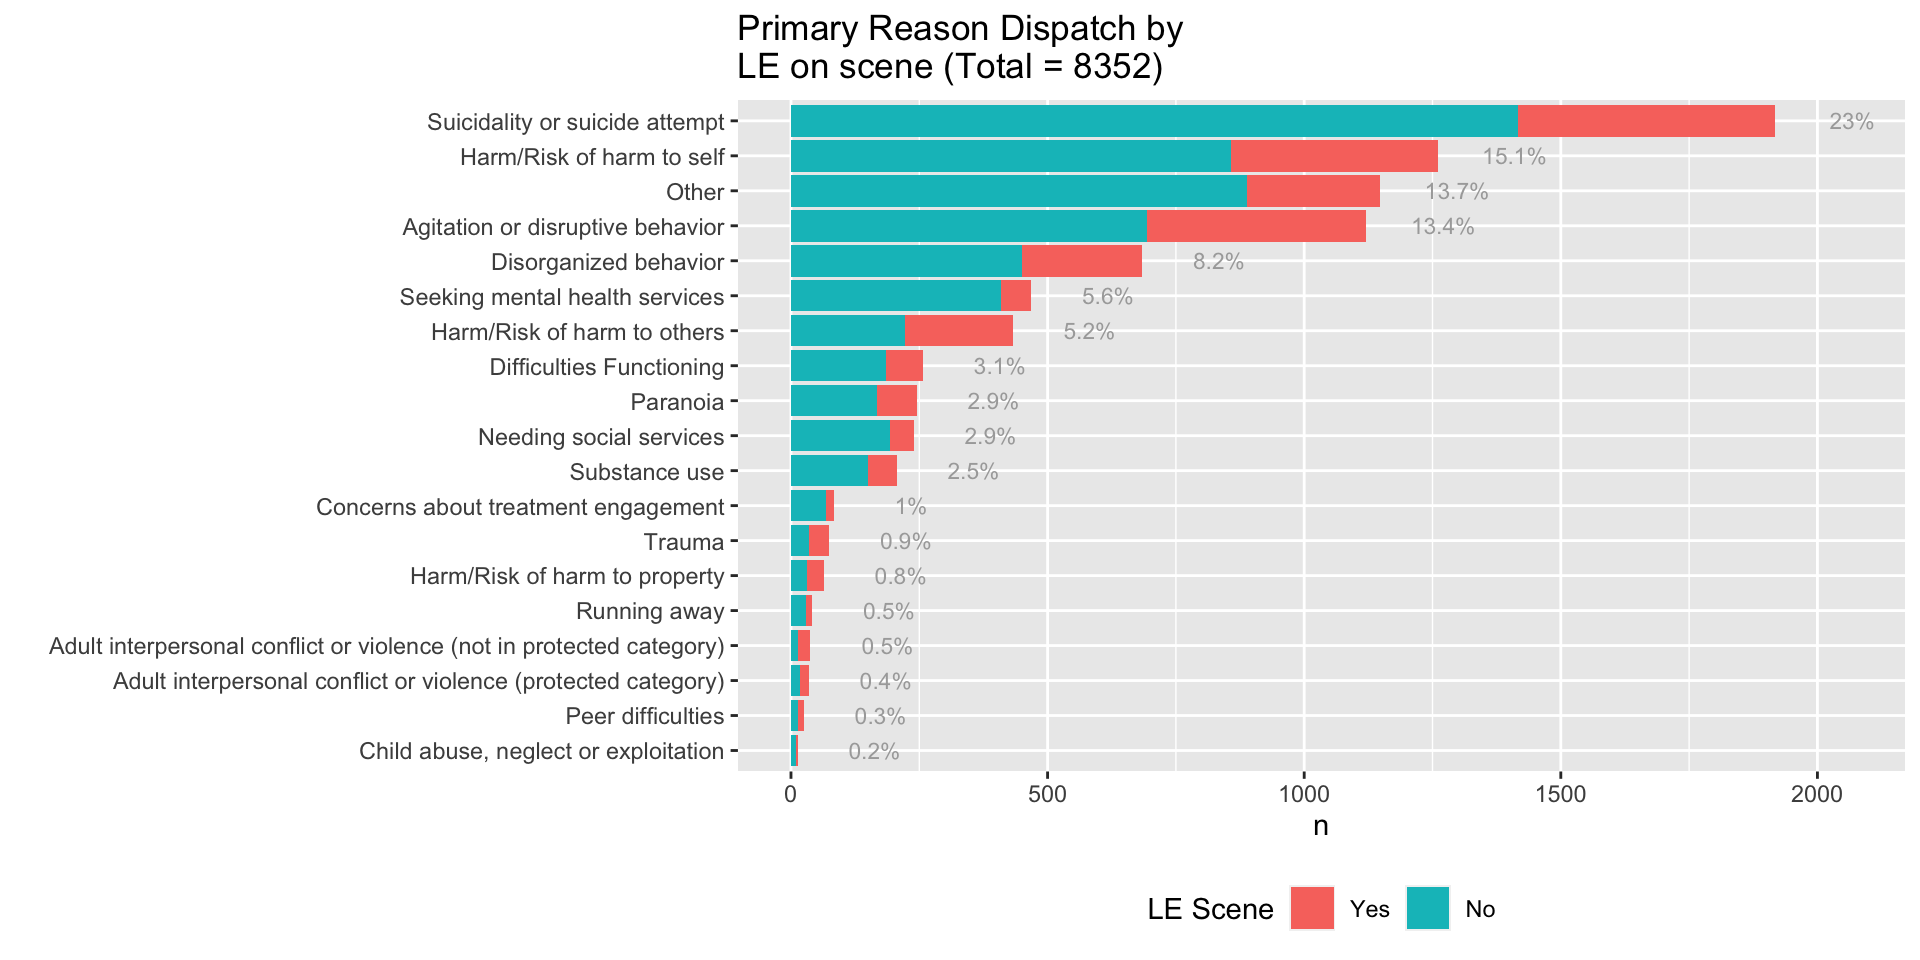 Primary Reason Dispatch by
LE on scene (Total = 8352)
Suicidality or suicide attempt 23%
Harm/Risk of harm to self 15.1%
Other 13.7%
Agitation or disruptive behavior 13.4%
Disorganized behavior 8.2%
Seeking mental health services 5.6%
Harm/Risk of harm to others 5.2%
Difficulties Functioning 3.1%
Paranoia 2.9%
Needing social services 2.9%
Substance use 2.5%
Concerns about treatment engagement 1%
Trauma 0.9%
Harm/Risk of harm to property 0.8%
Running away 0.5%
Adult interpersonal conflict or violence (not in protected category) 0.5%
Adult interpersonal conflict or violence (protected category) 0.4%
Peer difficulties 0.3%
Child abuse, neglect or exploitation 0.2%
0 500 1000 1500 2000
n
LE Scene Yes No